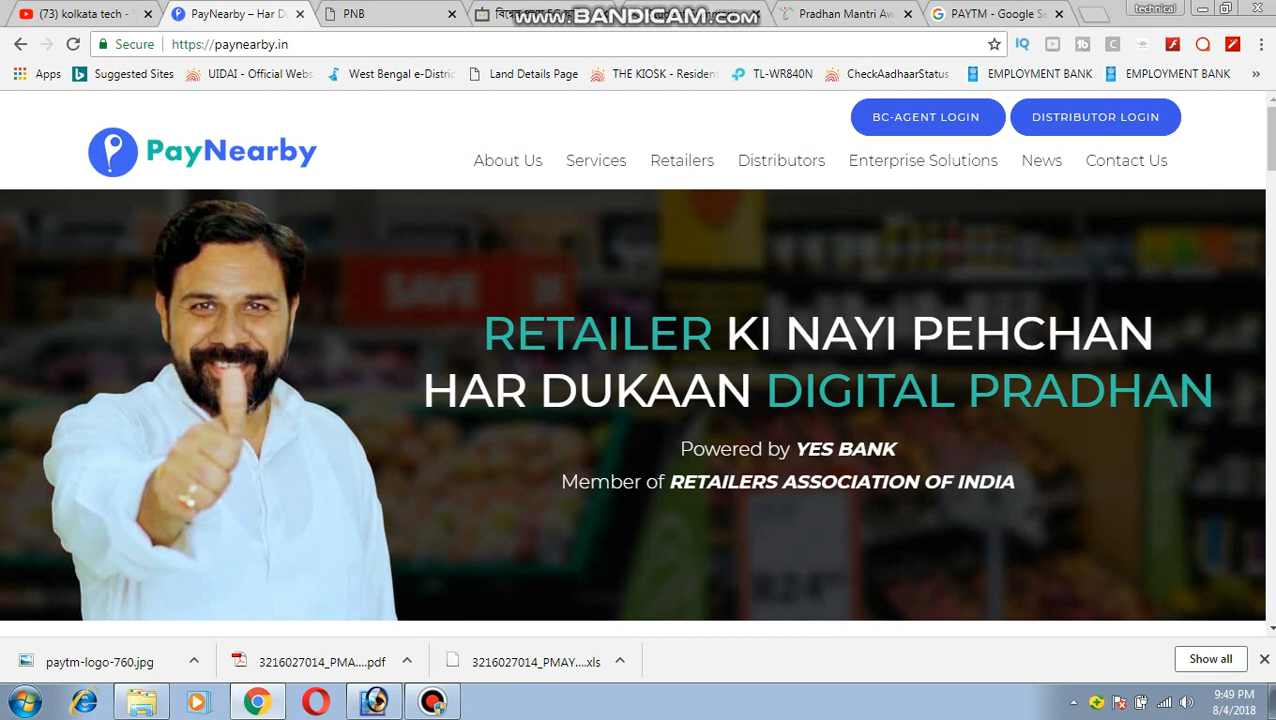 (73) kolkata tech -
PayNearby – Har D
PNB
www.BANDICAM.com
Pradhan Mantri Aw
PAYTM - Google Se
technical
Secure
https://paynearby.in
Apps
Suggested Sites
UIDAI - Official Webs
West Bengal e-Distric
Land Details Page
THE KIOSK - Resident
TL-WR840N
CheckAadhaarStatus
EMPLOYMENT BANK
EMPLOYMENT BANK
BC-AGENT LOGIN
DISTRIBUTOR LOGIN
PayNearby
About Us
Services
Retailers
Distributors
Enterprise Solutions
News
Contact Us
SAVE
RETAILER KI NAYI PEHCHAN
HAR DUKAAN DIGITAL PRADHAN
Powered by YES BANK
Member of RETAILERS ASSOCIATION OF INDIA
paytm-logo-760.jpg
3216027014_PMA....pdf
3216027014_PMAY....xls
Show all
9:49 PM
8/4/2018